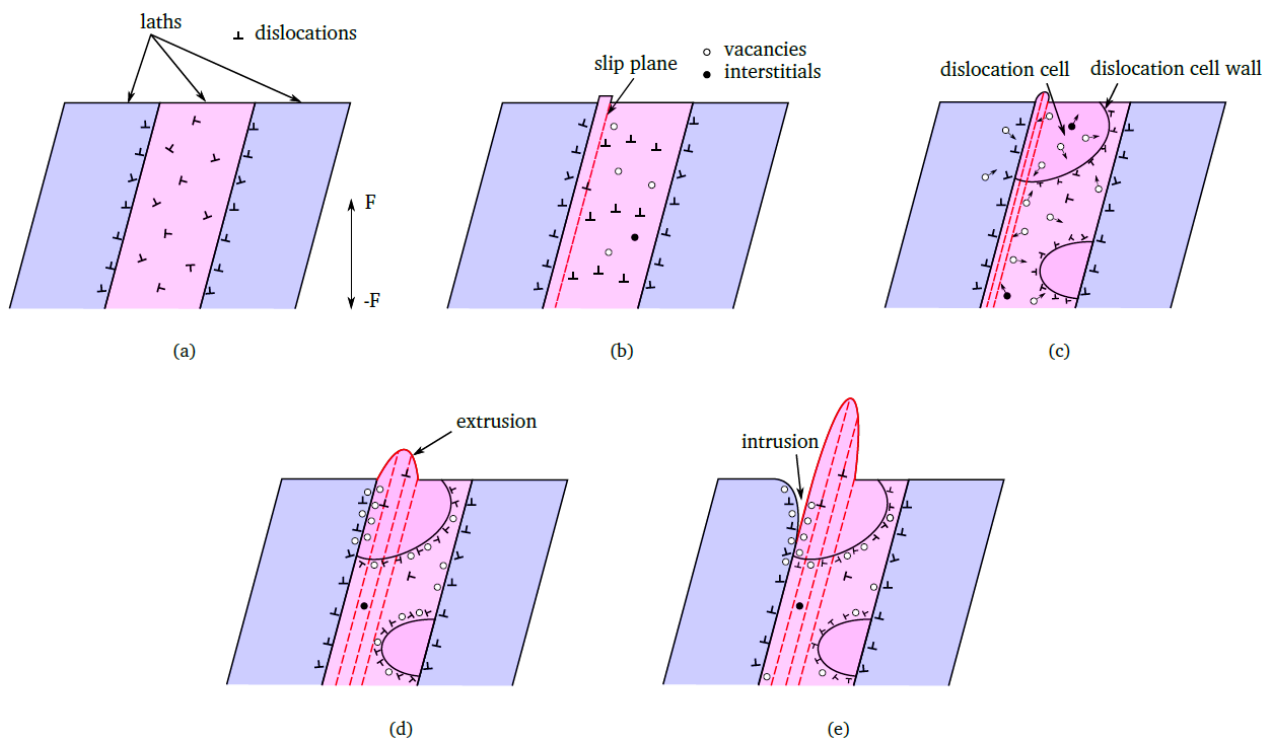 laths
⊥ dislocations
F
-F
(a)
vacancies
interstitials
slip plane
(b)
dislocation cell
dislocation cell wall
(c)
extrusion
(d)
intrusion
(e)